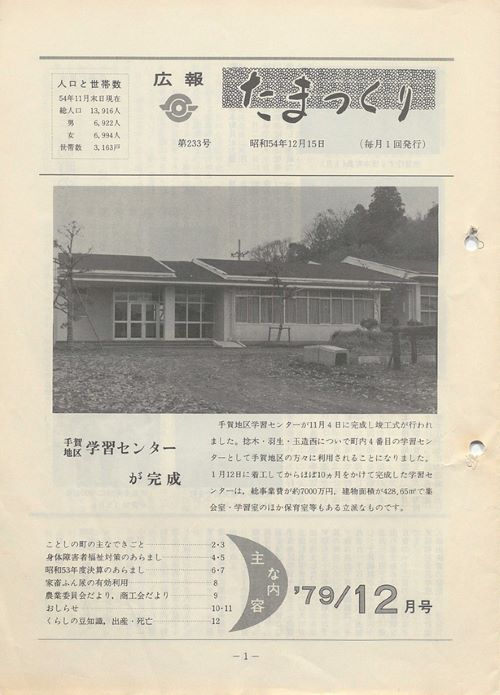 人口と世帯数
54年11月末日現在
総人口 13,916人
男 6,922人
女 6,994人
世帯数 3,163戸
広報
たまつくり
第233号 昭和54年12月15日 (毎月1回発行)
手賀地区 学習センター
が完成
手賀地区学習センターが11月4日に完成し竣工式が行われ
ました。捻木・羽生・玉造西について町内4番目の学習セン
ターとして手賀地区の方々に利用されることになりました。
1月12日に着工してからほぼ10ヵ月をかけて完成した学習セ
ンターは、総事業費が約7000万円、建物面積が428,65㎡で集
会室・学習室のほか保育室等もある立派なものです。
ことしの町の主なできごと 2・3
身体障害者福祉対策のあらまし 4・5
昭和53年度決算のあらまし 6・7
家畜ふん尿の有効利用 8
農業委員会だより，商工会だより 9
おしらせ 10・11
くらしの豆知識，出産・死亡 12
主な内容
'79/12月号
－1－